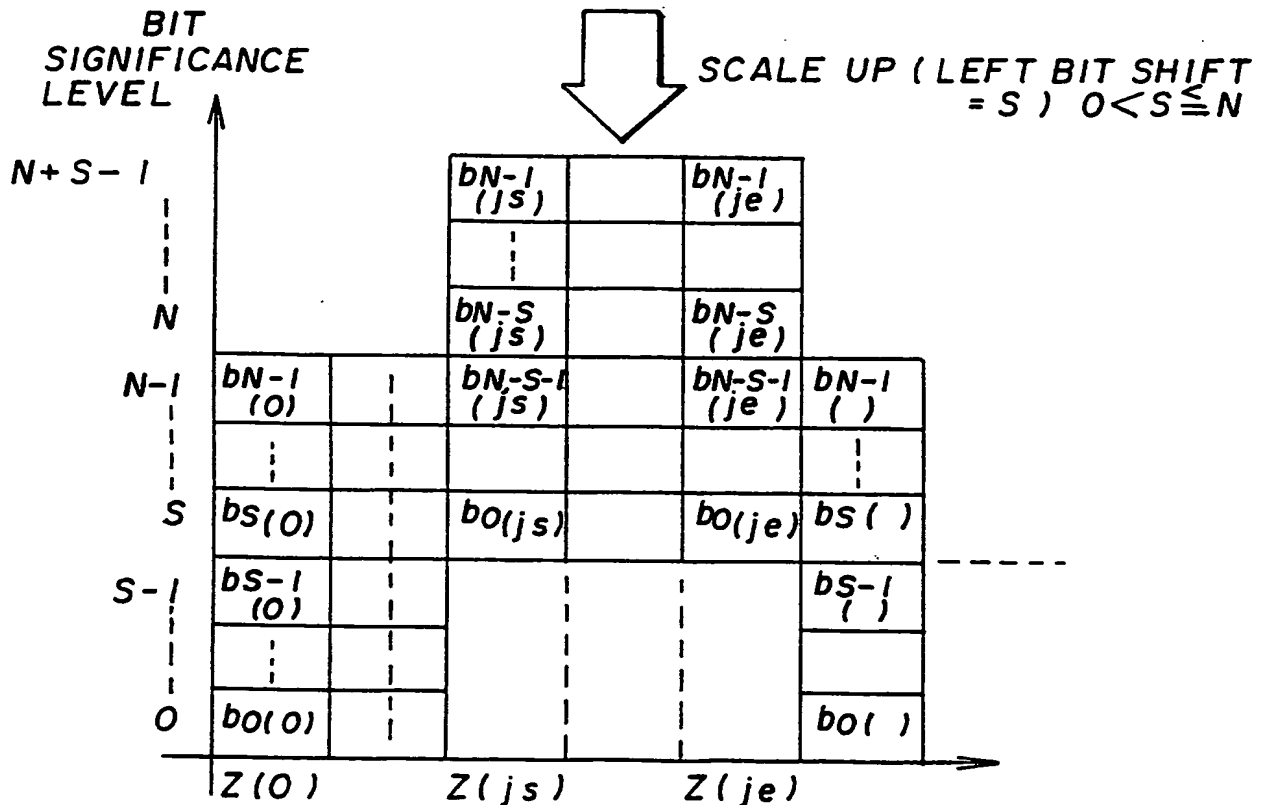 BIT
SIGNIFICANCE
LEVEL
SCALE UP (LEFT BIT SHIFT
= S) 0<S≦N
N+S-1
bN-1
(js)
bN-1
(je)
N
bN-S
(js)
bN-S
(je)
N-1
bN-1
(0)
bN-S-1
(js)
bN-S-1
(je)
bN-1
( )
S
bS(0)
b0(js)
b0(je)
bS( )
S-1
bS-1
(0)
bS-1
( )
0
b0(0)
b0( )
Z(0)
Z(js)
Z(je)